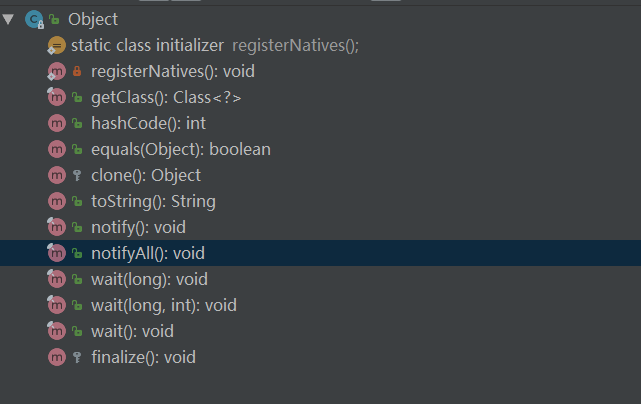 Object
static class initializer registerNatives();
registerNatives(): void
getClass(): Class<?>
hashCode(): int
equals(Object): boolean
clone(): Object
toString(): String
notify(): void
notifyAll(): void
wait(long): void
wait(long, int): void
wait(): void
finalize(): void